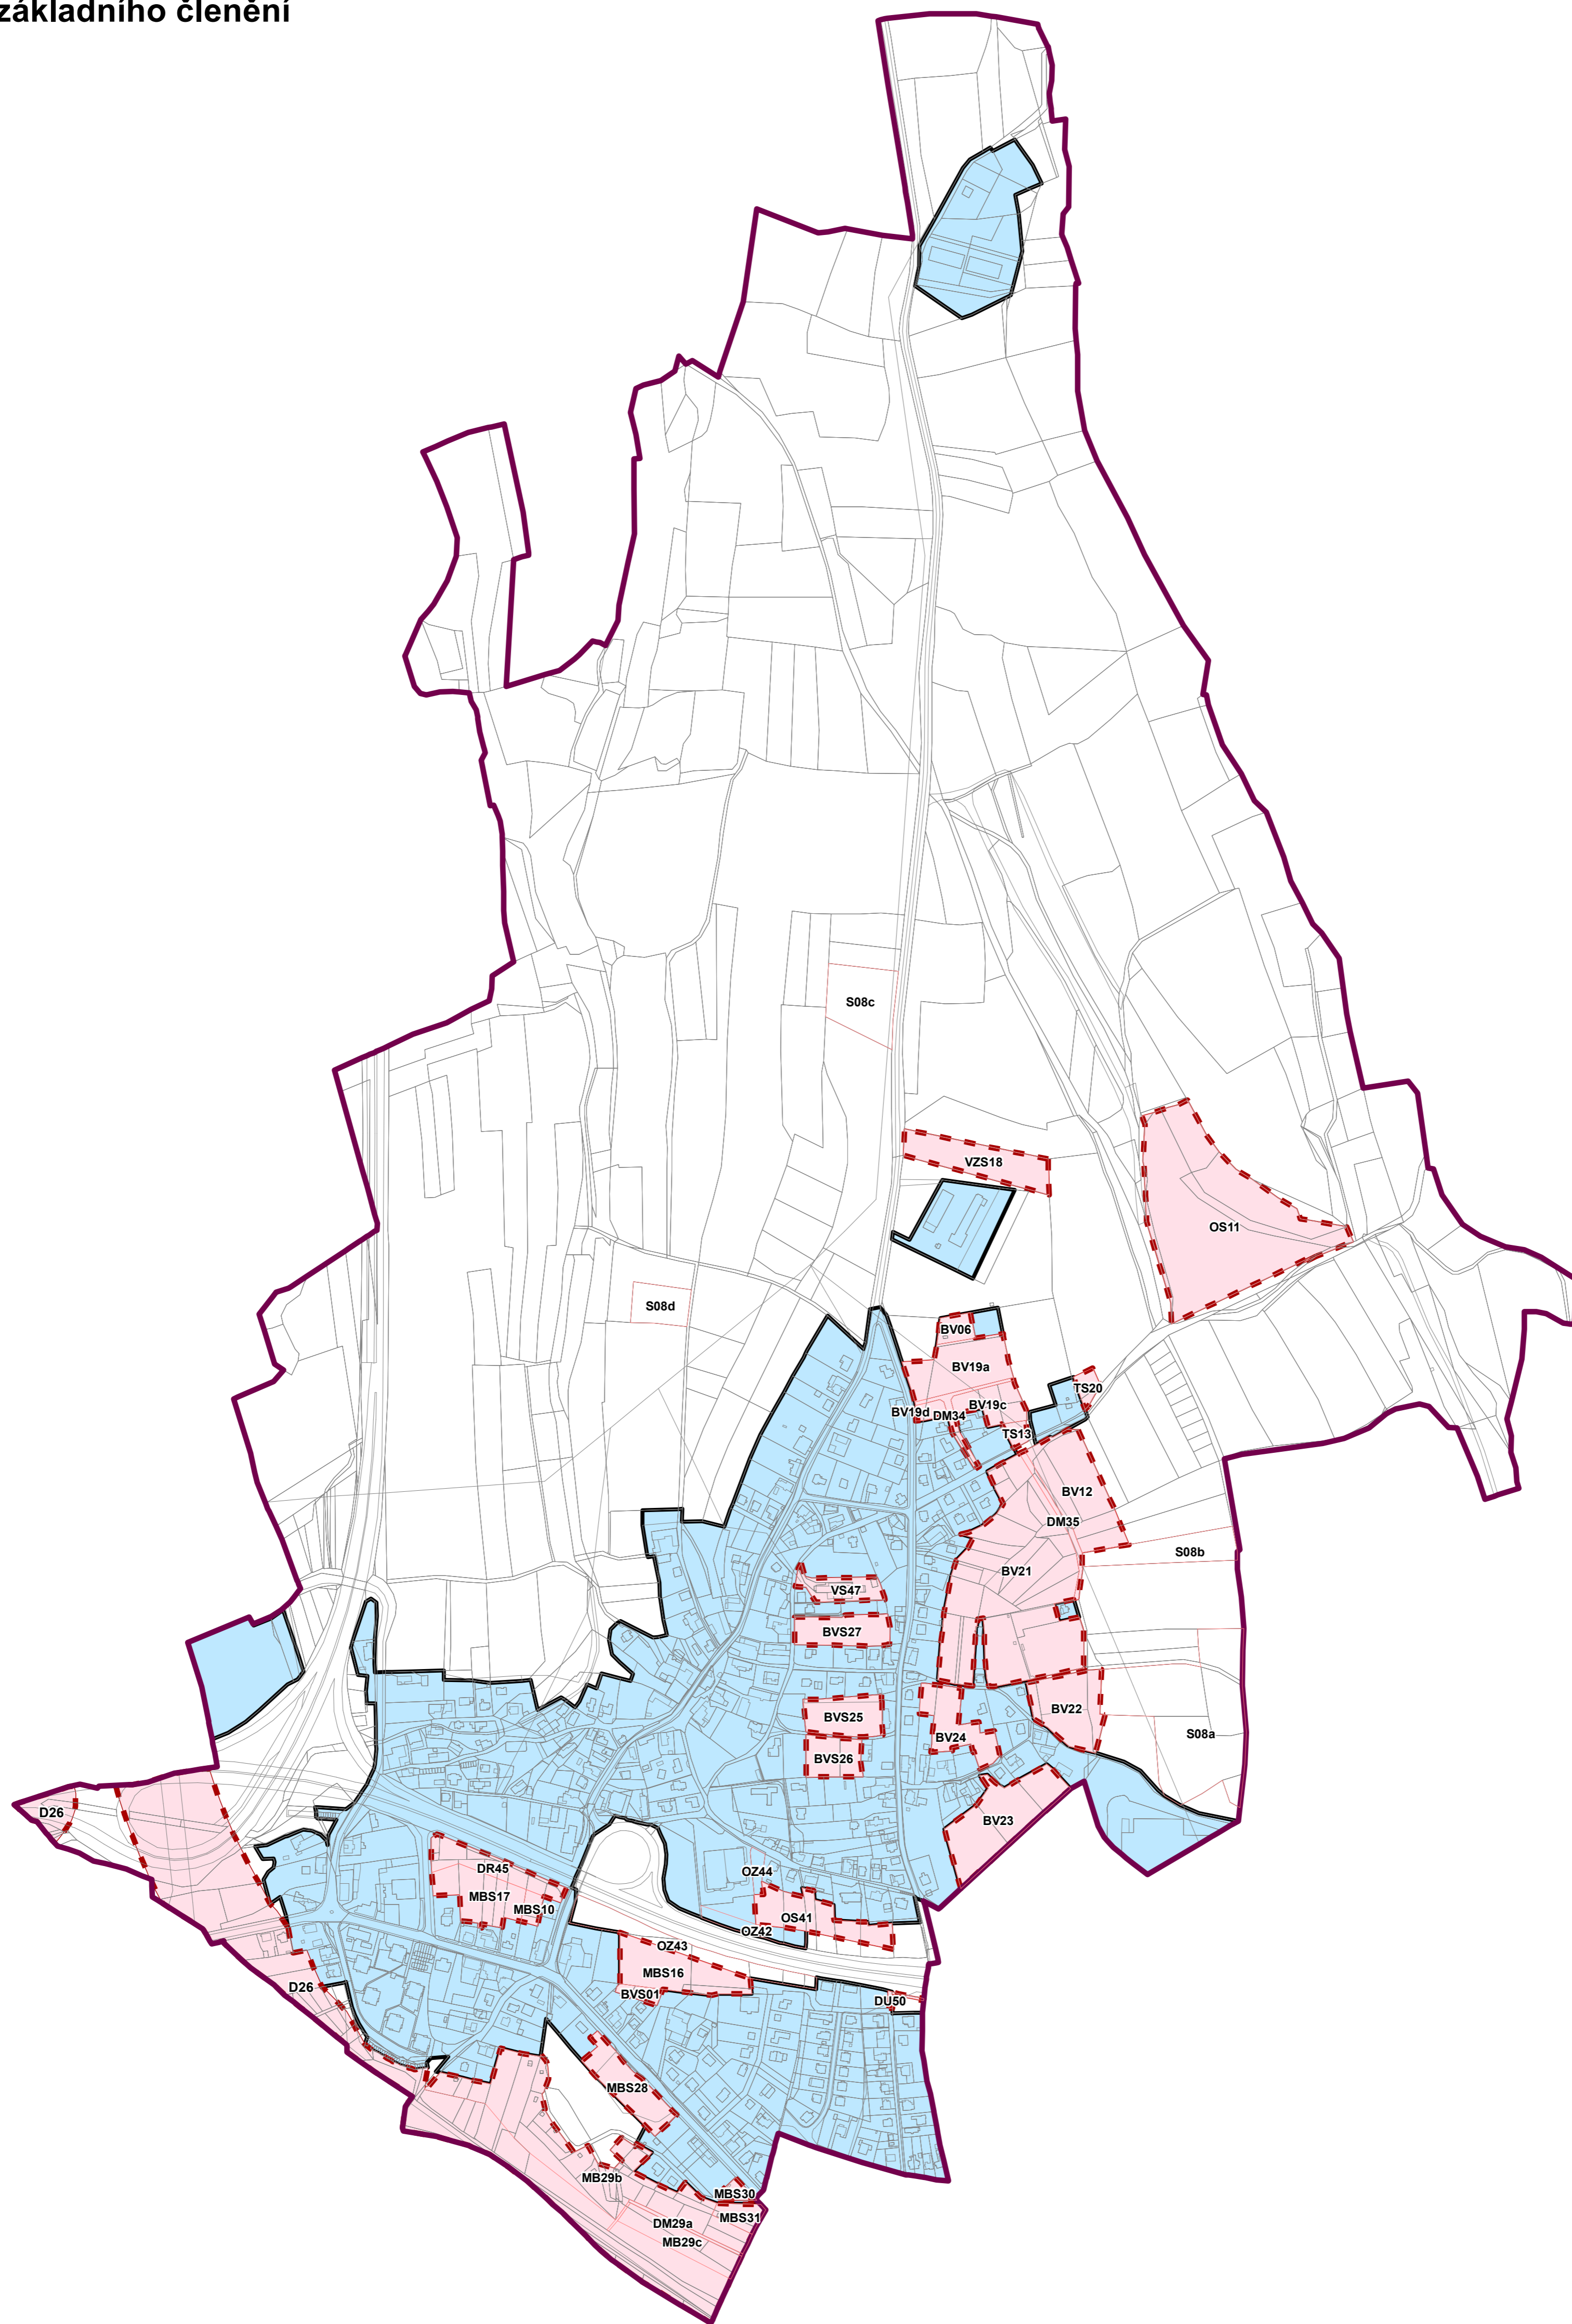 základního členění
S08c
VZS18
OS11
S08d
BV06
BV19a
TS20
BV19c
BV19d
DM34
TS13
BV12
DM35
S08b
BV21
VS47
BVS27
BV22
BVS25
S08a
BV24
BVS26
D26
BV23
DR45
OZ44
MBS17
MBS10
OS41
OZ42
OZ43
MBS16
D26
BVS01
DU50
MBS28
MB29b
MBS30
MBS31
DM29a
MB29c